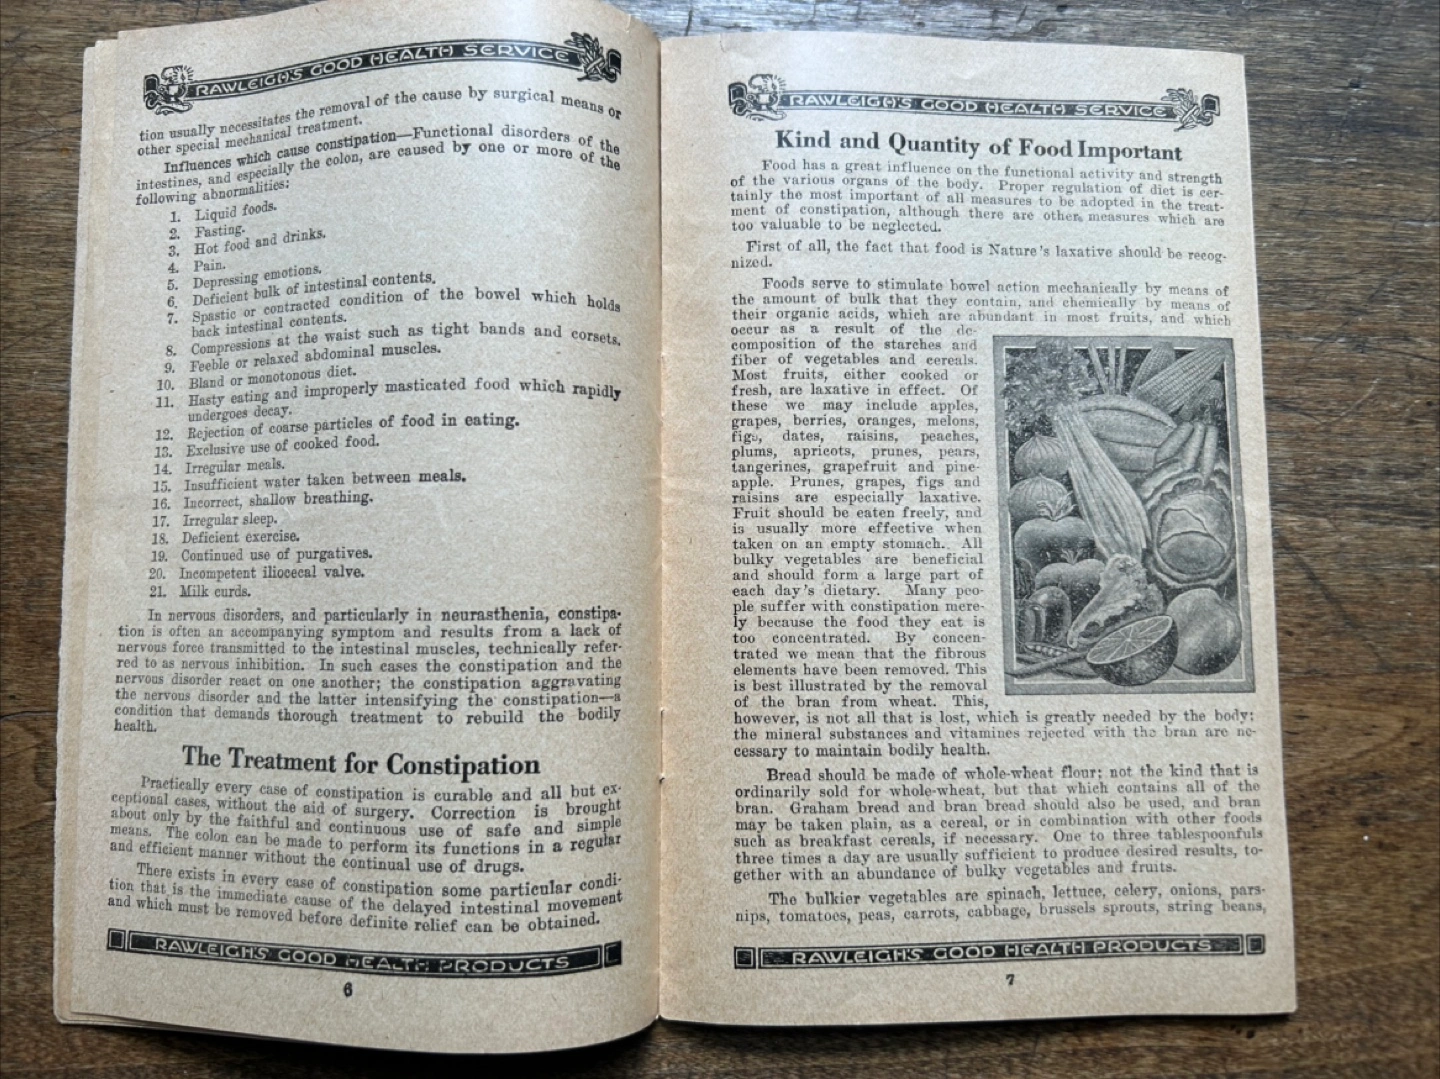 RAWLEIGH'S GOOD HEALTH SERVICE
tion usually necessitates the removal of the cause by surgical means or
other special mechanical treatment.
Influences which cause constipation—Functional disorders of the
intestines, and especially the colon, are caused by one or more of the
following abnormalities:
1. Liquid foods.
2. Fasting.
3. Hot food and drinks.
4. Pain.
5. Depressing emotions.
6. Deficient bulk of intestinal contents.
7. Spastic or contracted condition of the bowel which holds
back intestinal contents.
8. Compressions at the waist such as tight bands and corsets.
9. Feeble or relaxed abdominal muscles.
10. Bland or monotonous diet.
11. Hasty eating and improperly masticated food which rapidly
undergoes decay.
12. Rejection of coarse particles of food in eating.
13. Exclusive use of cooked food.
14. Irregular meals.
15. Insufficient water taken between meals.
16. Incorrect, shallow breathing.
17. Irregular sleep.
18. Deficient exercise.
19. Continued use of purgatives.
20. Incompetent iliocecal valve.
21. Milk curds.
In nervous disorders, and particularly in neurasthenia, constipa-
tion is often an accompanying symptom and results from a lack of
nervous force transmitted to the intestinal muscles, technically refer-
red to as nervous inhibition. In such cases the constipation and the
nervous disorder react on one another; the constipation aggravating
the nervous disorder and the latter intensifying the constipation—a
condition that demands thorough treatment to rebuild the bodily
health.
The Treatment for Constipation
Practically every case of constipation is curable and all but ex-
ceptional cases, without the aid of surgery. Correction is brought
about only by the faithful and continuous use of safe and simple
means. The colon can be made to perform its functions in a regular
and efficient manner without the continual use of drugs.
There exists in every case of constipation some particular condi-
tion that is the immediate cause of the delayed intestinal movement
and which must be removed before definite relief can be obtained.
RAWLEIGH'S GOOD HEALTH PRODUCTS
6
RAWLEIGH'S GOOD HEALTH SERVICE
Kind and Quantity of Food Important
Food has a great influence on the functional activity and strength
of the various organs of the body. Proper regulation of diet is cer-
tainly the most important of all measures to be adopted in the treat-
ment of constipation, although there are other measures which are
too valuable to be neglected.
First of all, the fact that food is Nature's laxative should be recog-
nized.
Foods serve to stimulate bowel action mechanically by means of
the amount of bulk that they contain, and chemically by means of
their organic acids, which are abundant in most fruits, and which
occur as a result of the de-
composition of the starches and
fiber of vegetables and cereals.
Most fruits, either cooked or
fresh, are laxative in effect. Of
these we may include apples,
grapes, berries, oranges, melons,
figs, dates, raisins, peaches,
plums, apricots, prunes, pears,
tangerines, grapefruit and pine-
apple. Prunes, grapes, figs and
raisins are especially laxative.
Fruit should be eaten freely, and
is usually more effective when
taken on an empty stomach. All
bulky vegetables are beneficial
and should form a large part of
each day's dietary. Many peo-
ple suffer with constipation mere-
ly because the food they eat is
too concentrated. By concen-
trated we mean that the fibrous
elements have been removed. This
is best illustrated by the removal
of the bran from wheat. This,
however, is not all that is lost, which is greatly needed by the body;
the mineral substances and vitamines rejected with the bran are ne-
cessary to maintain bodily health.
Bread should be made of whole-wheat flour; not the kind that is
ordinarily sold for whole-wheat, but that which contains all of the
bran. Graham bread and bran bread should also be used, and bran
may be taken plain, as a cereal, or in combination with other foods
such as breakfast cereals, if necessary. One to three tablespoonfuls
three times a day are usually sufficient to produce desired results, to-
gether with an abundance of bulky vegetables and fruits.
The bulkier vegetables are spinach, lettuce, celery, onions, pars-
nips, tomatoes, peas, carrots, cabbage, brussels sprouts, string beans,
RAWLEIGH'S GOOD HEALTH PRODUCTS
7